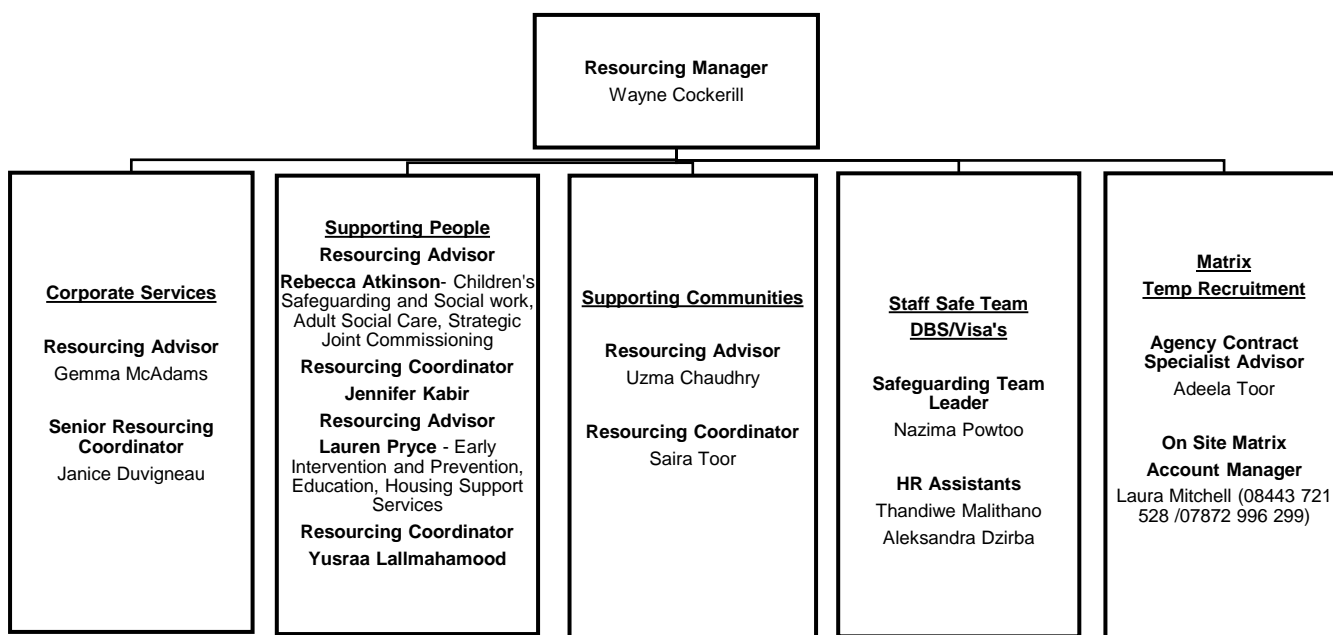 Resourcing Manager
Wayne Cockerill
Corporate Services
Resourcing Advisor
Gemma McAdams
Senior Resourcing
Coordinator
Janice Duvigneau
Supporting People
Resourcing Advisor
Rebecca Atkinson- Children's
Safeguarding and Social work,
Adult Social Care, Strategic
Joint Commissioning
Resourcing Coordinator
Jennifer Kabir
Resourcing Advisor
Lauren Pryce - Early
Intervention and Prevention,
Education, Housing Support
Services
Resourcing Coordinator
Yusraa Lallmahamood
Supporting Communities
Resourcing Advisor
Uzma Chaudhry
Resourcing Coordinator
Saira Toor
Staff Safe Team
DBS/Visa's
Safeguarding Team
Leader
Nazima Powtoo
HR Assistants
Thandiwe Malithano
Aleksandra Dzirba
Matrix
Temp Recruitment
Agency Contract
Specialist Advisor
Adeela Toor
On Site Matrix
Account Manager
Laura Mitchell (08443 721
528 /07872 996 299)